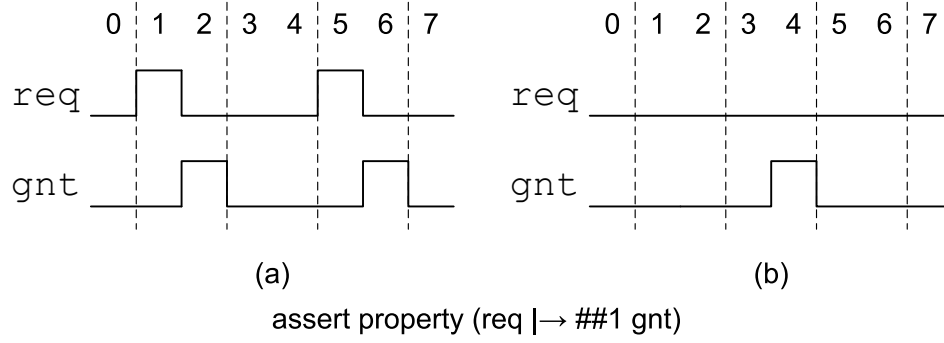 0 1 2 3 4 5 6 7
req
gnt
(a)
0 1 2 3 4 5 6 7
req
gnt
(b)
assert property (req |→ ##1 gnt)